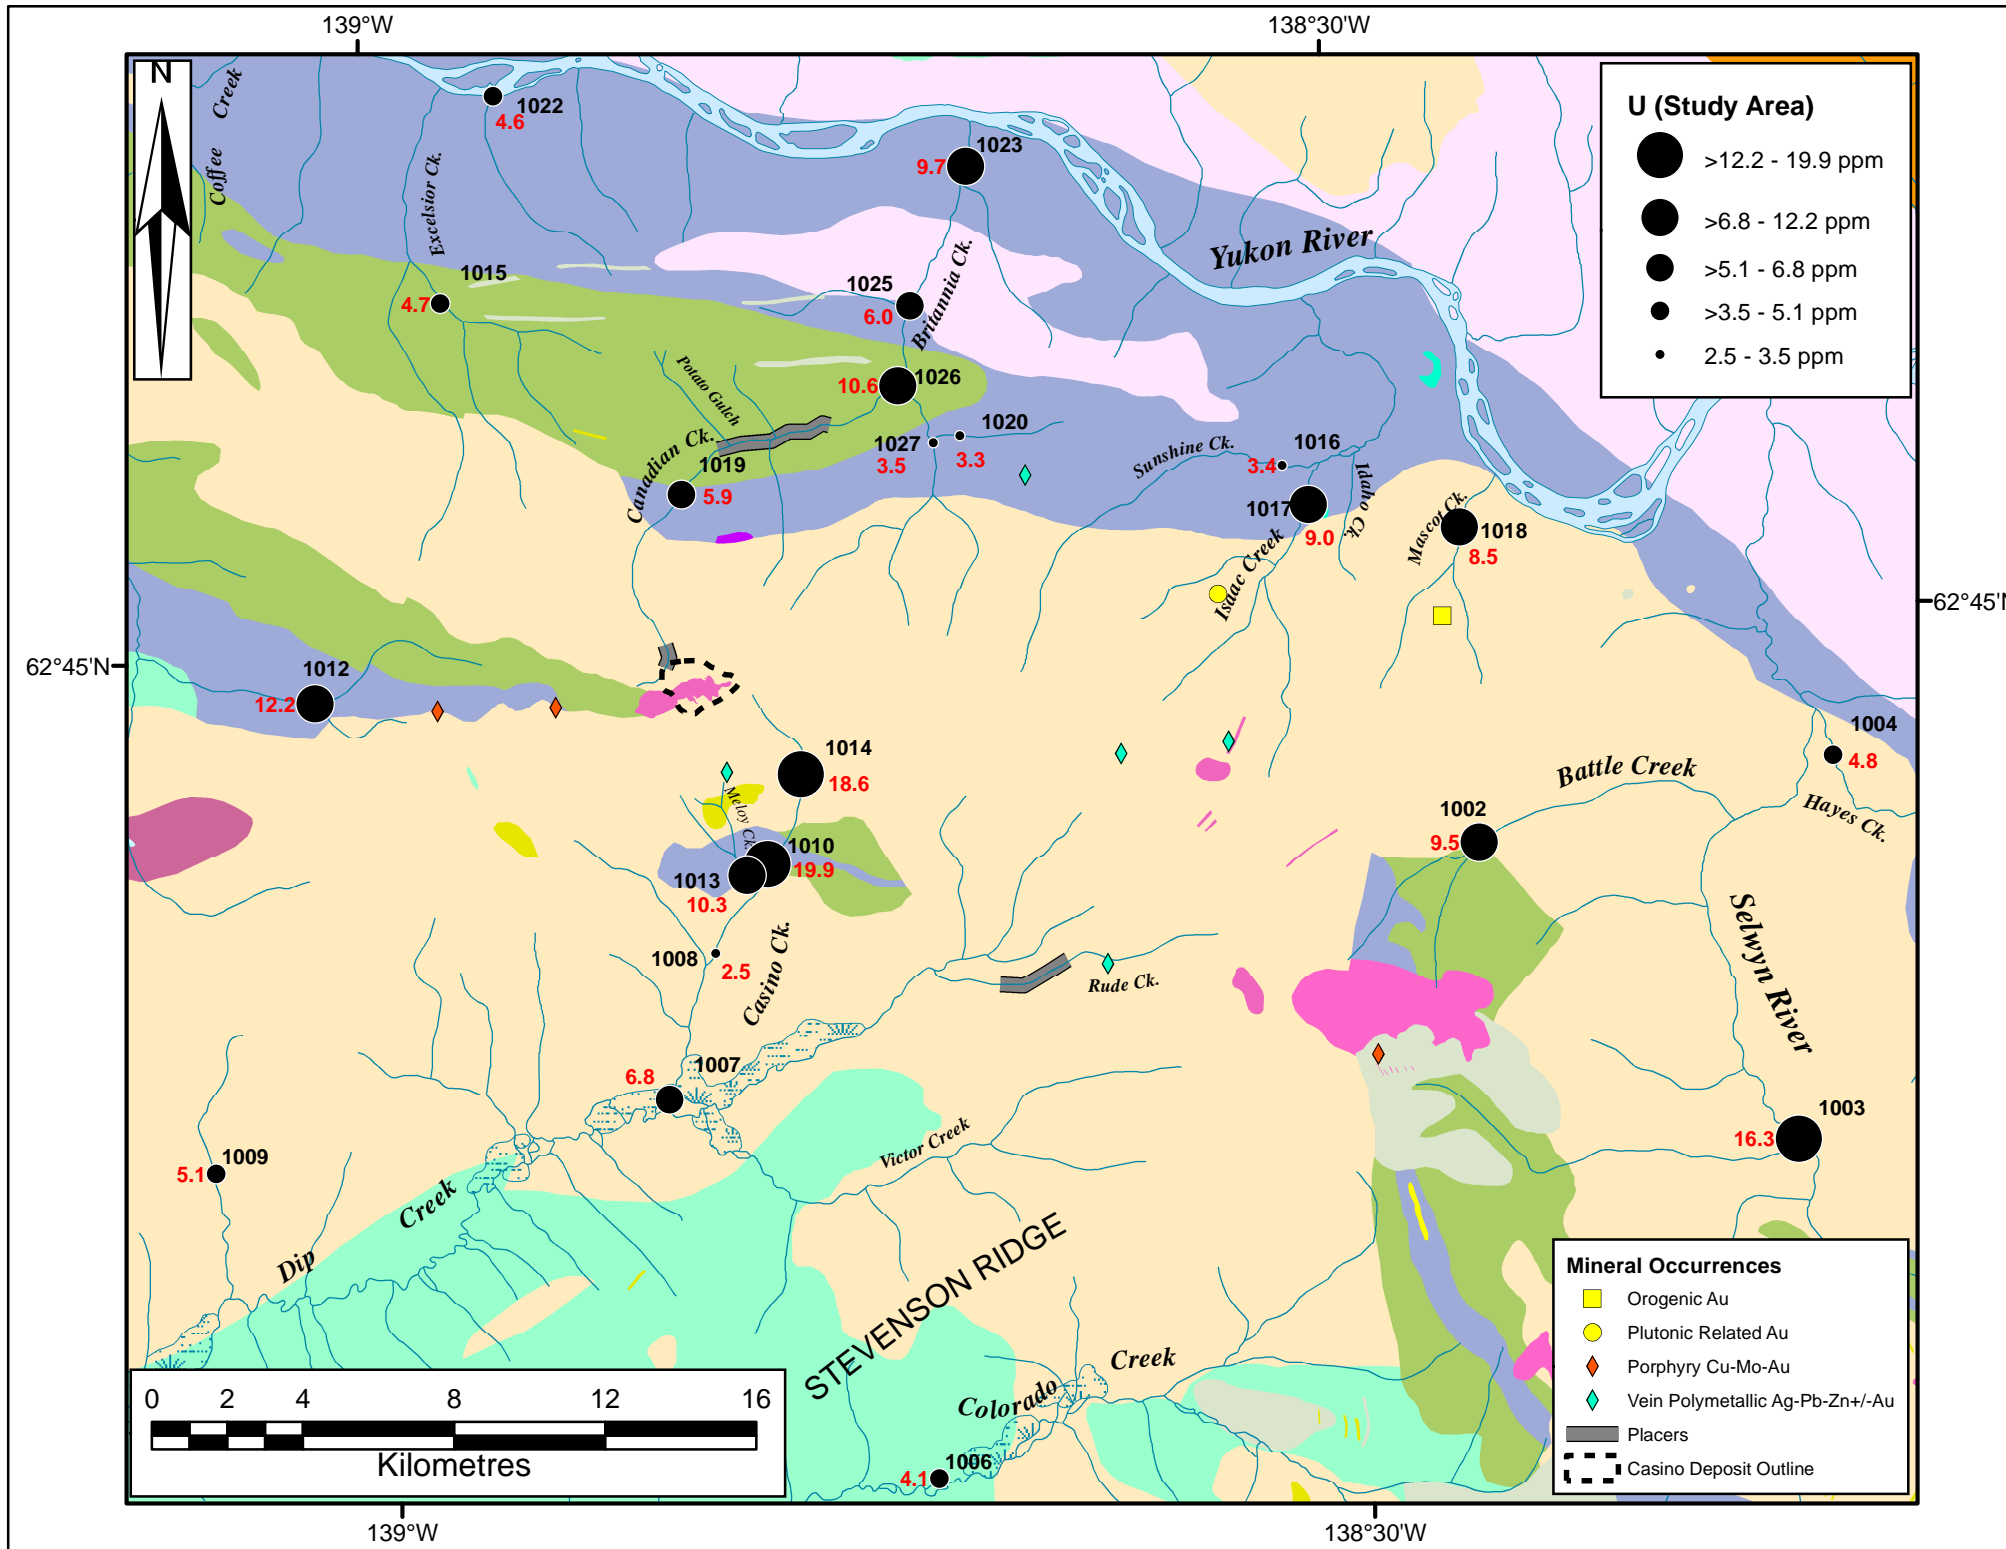 139°W
138°30'W
N
Coffee Creek
1022
4.6
1023
9.7
U (Study Area)
>12.2 - 19.9 ppm
>6.8 - 12.2 ppm
>5.1 - 6.8 ppm
>3.5 - 5.1 ppm
2.5 - 3.5 ppm
Excelsior Ck.
Yukon River
1015
4.7
1025
6.0
Britannia Ck.
Potato Gulch
1026
10.6
1020
3.3
1027
3.5
Canadian Ck.
1019
5.9
Sunshine Ck.
1016
3.4
Idaho Ck.
1017
9.0
Mascot Ck.
1018
8.5
Isaac Creek
62°45'N
62°45'N
1012
12.2
1014
18.6
Meloy Ck.
1010
19.9
1013
10.3
1004
4.8
Battle Creek
Hayes Ck.
1002
9.5
1008
2.5
Casino Ck.
Rude Ck.
Selwyn River
1007
6.8
1003
16.3
1009
5.1
Victor Creek
Dip Creek
STEVENSON RIDGE
Colorado Creek
1006
4.1
Mineral Occurrences
Orogenic Au
Plutonic Related Au
Porphyry Cu-Mo-Au
Vein Polymetallic Ag-Pb-Zn+/-Au
Placers
Casino Deposit Outline
0 2 4 8 12 16
Kilometres
139°W
138°30'W